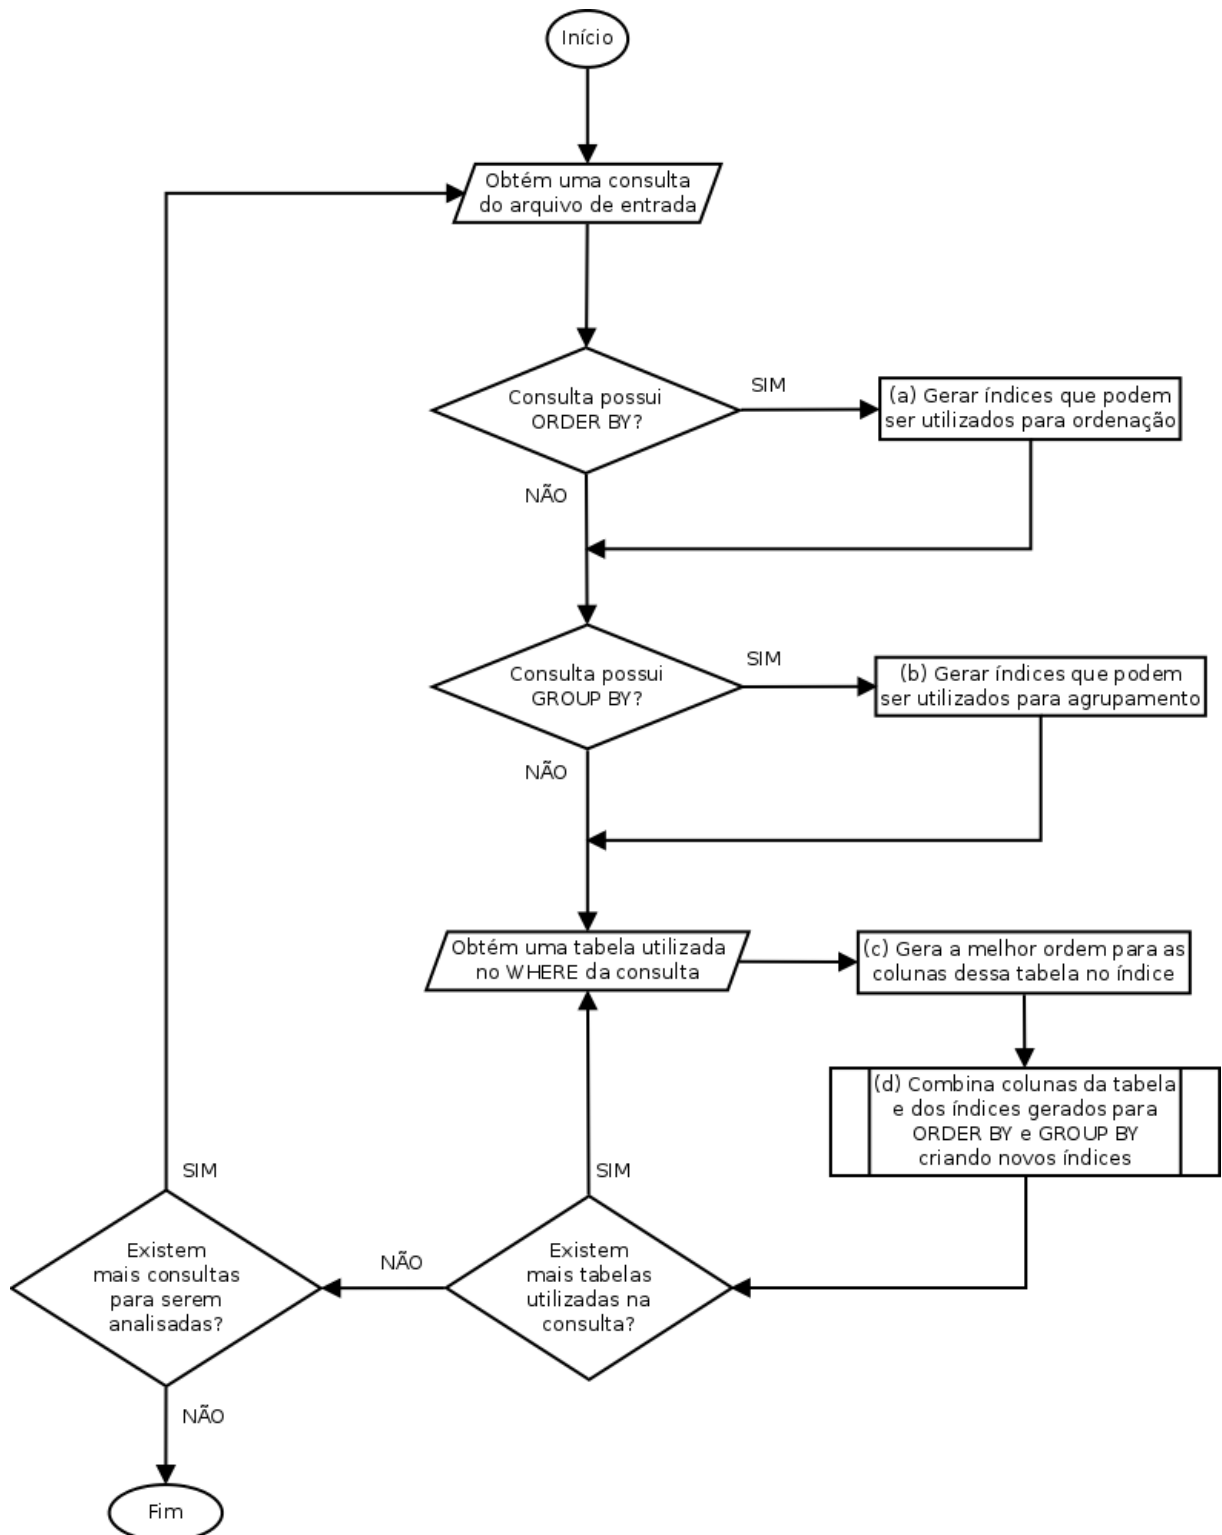 Início
Obtém uma consulta
do arquivo de entrada
Consulta possui
ORDER BY?
SIM
(a) Gerar índices que podem
ser utilizados para ordenação
NÃO
Consulta possui
GROUP BY?
SIM
(b) Gerar índices que podem
ser utilizados para agrupamento
NÃO
Obtém uma tabela utilizada
no WHERE da consulta
(c) Gera a melhor ordem para as
colunas dessa tabela no índice
(d) Combina colunas da tabela
e dos índices gerados para
ORDER BY e GROUP BY
criando novos índices
SIM
Existem
mais tabelas
utilizadas na
consulta?
NÃO
SIM
Existem
mais consultas
para serem
analisadas?
NÃO
Fim